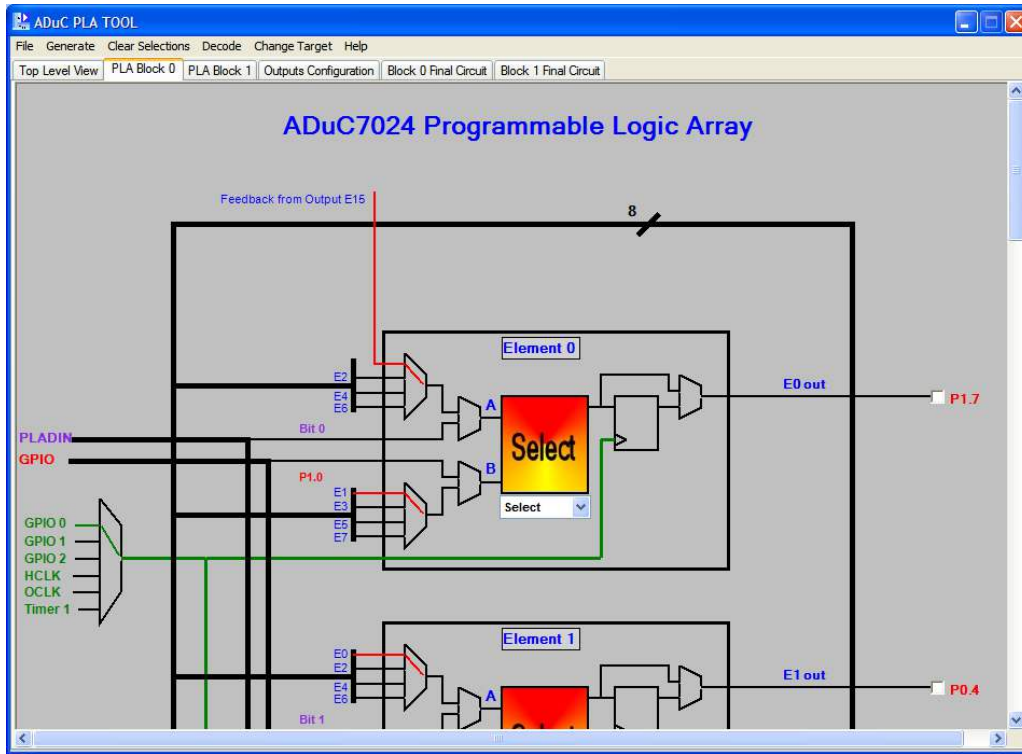 ADuC PLA TOOL
File Generate Clear Selections Decode Change Target Help
Top Level View PLA Block 0 PLA Block 1 Outputs Configuration Block 0 Final Circuit Block 1 Final Circuit
ADuC7024 Programmable Logic Array
Feedback from Output E15
8
Element 0
E2
E4
E6
A
E0 out
P1.7
Bit 0
PLADIN
GPIO
Select
B
P1.0
E1
E3
E5
E7
Select
GPIO 0
GPIO 1
GPIO 2
HCLK
OCLK
Timer 1
Element 1
E0
E2
E4
E6
A
E1 out
P0.4
Bit 1
Select